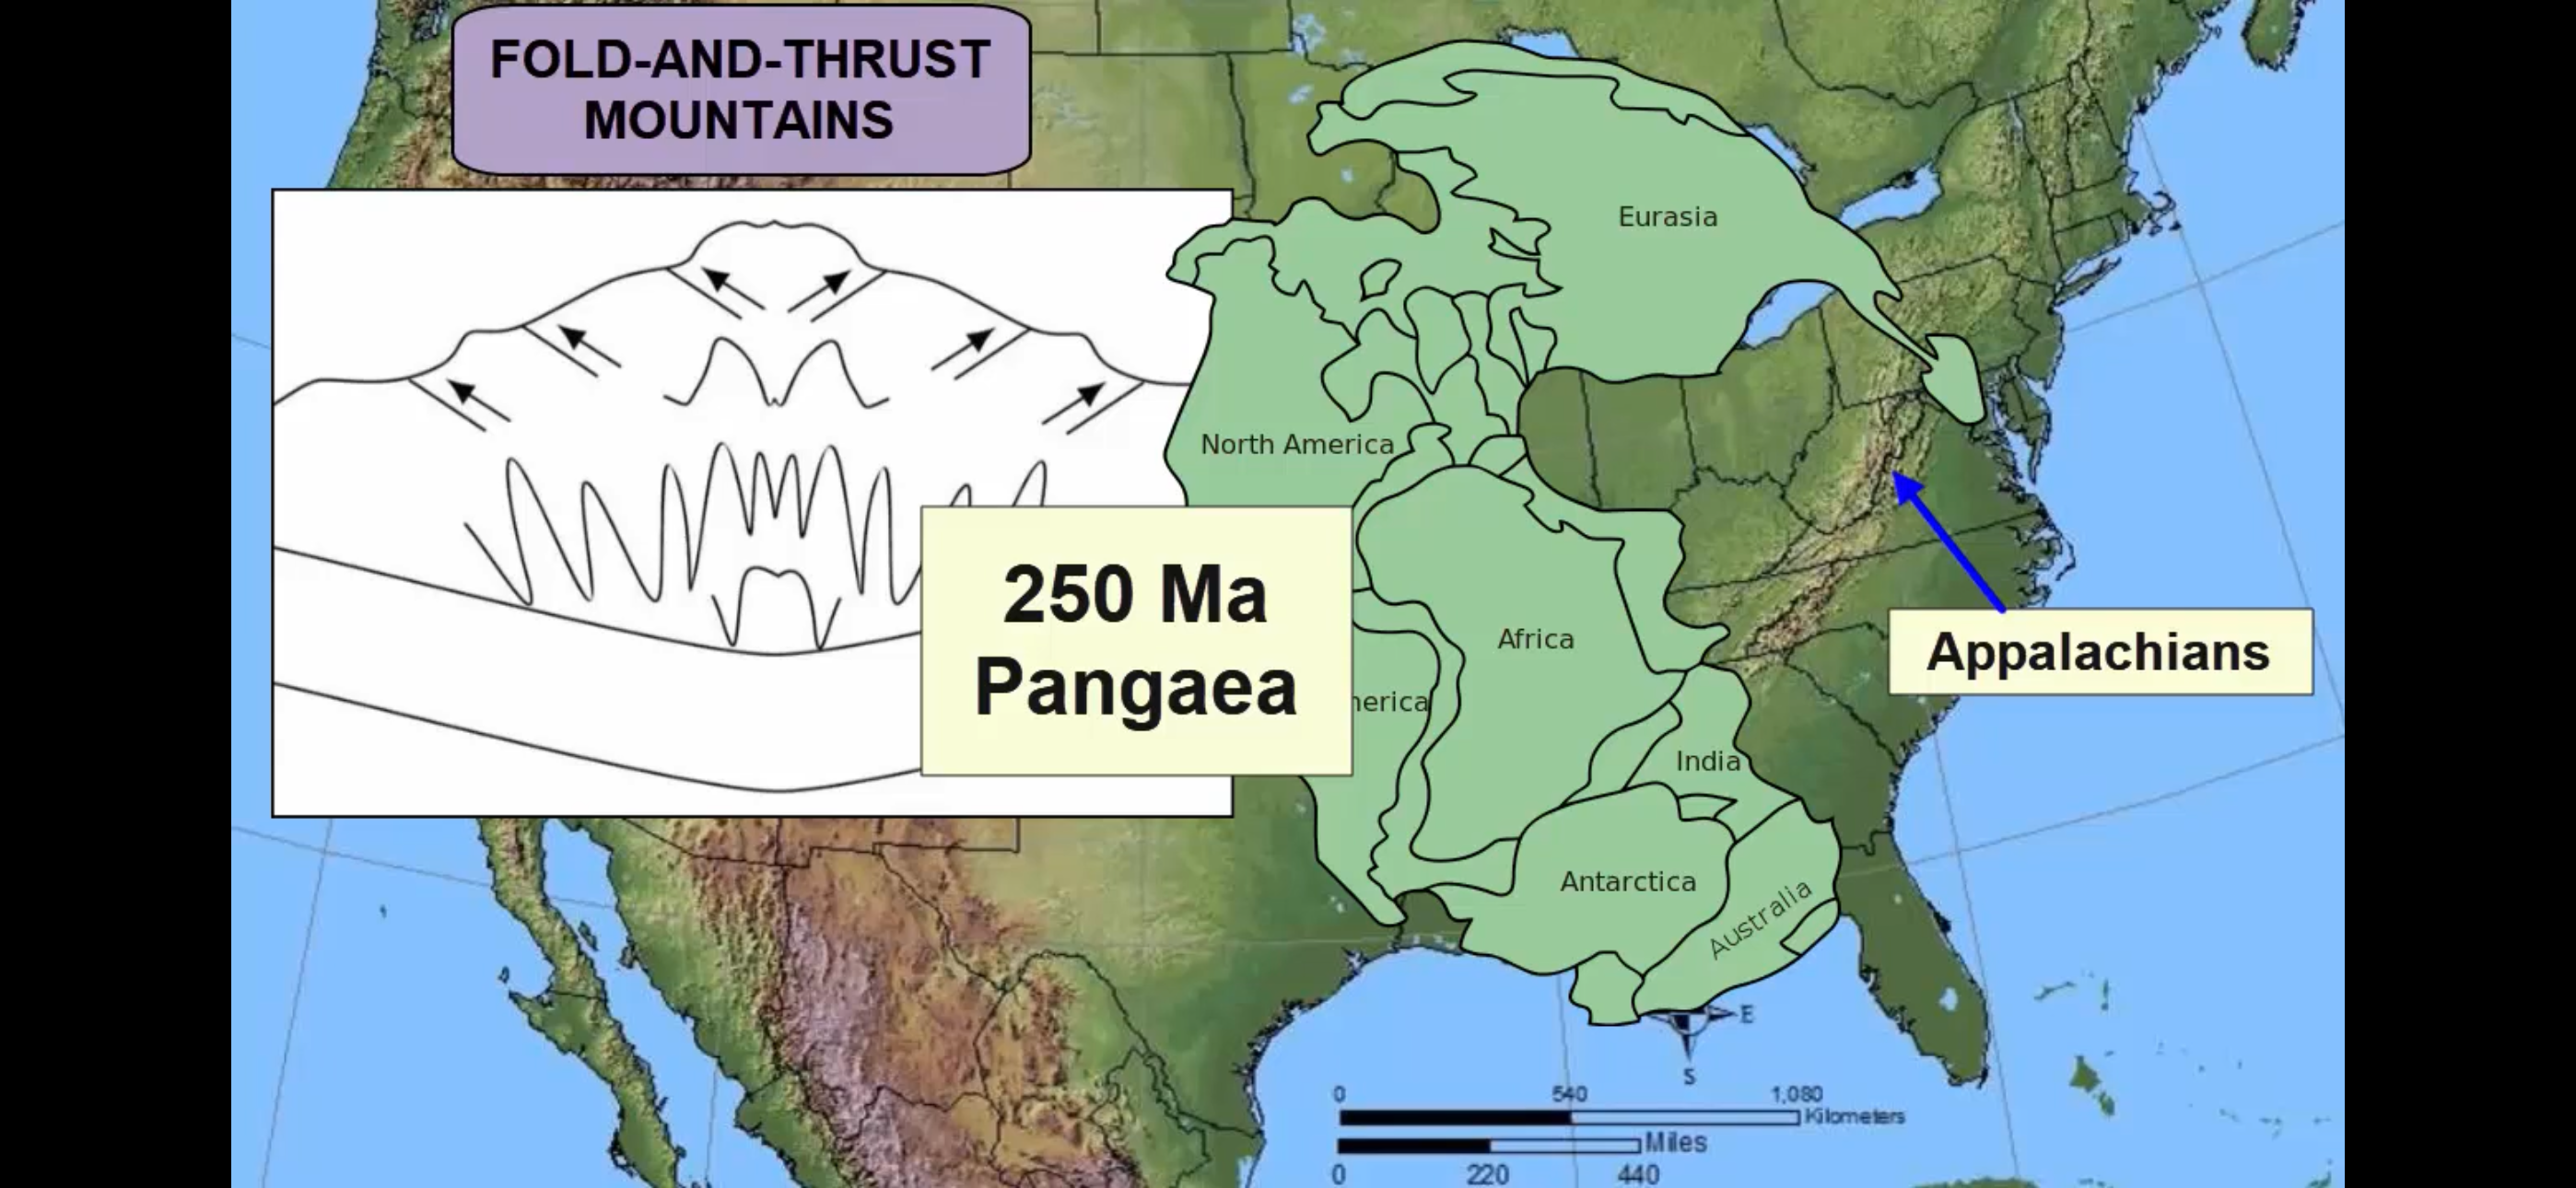 FOLD-AND-THRUST
MOUNTAINS
Eurasia
North America
250 Ma
Pangaea
Africa
Appalachians
merica
India
Antarctica
Australia
E
S
0 540 1,080
Kilometers
Miles
0 220 440